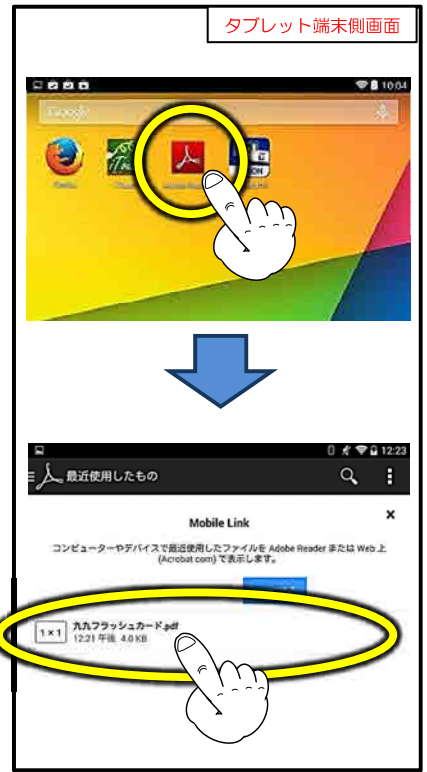 タブレット端末側画面
10:04
Google
12:23
最近使用したもの
Mobile Link
コンピューターやデバイスで最近使用したファイルを Adobe Reader または Web 上
(Acrobat.com) で表示します。
1×1
九九フラッシュカード.pdf
12:21 午後 4.0 KB